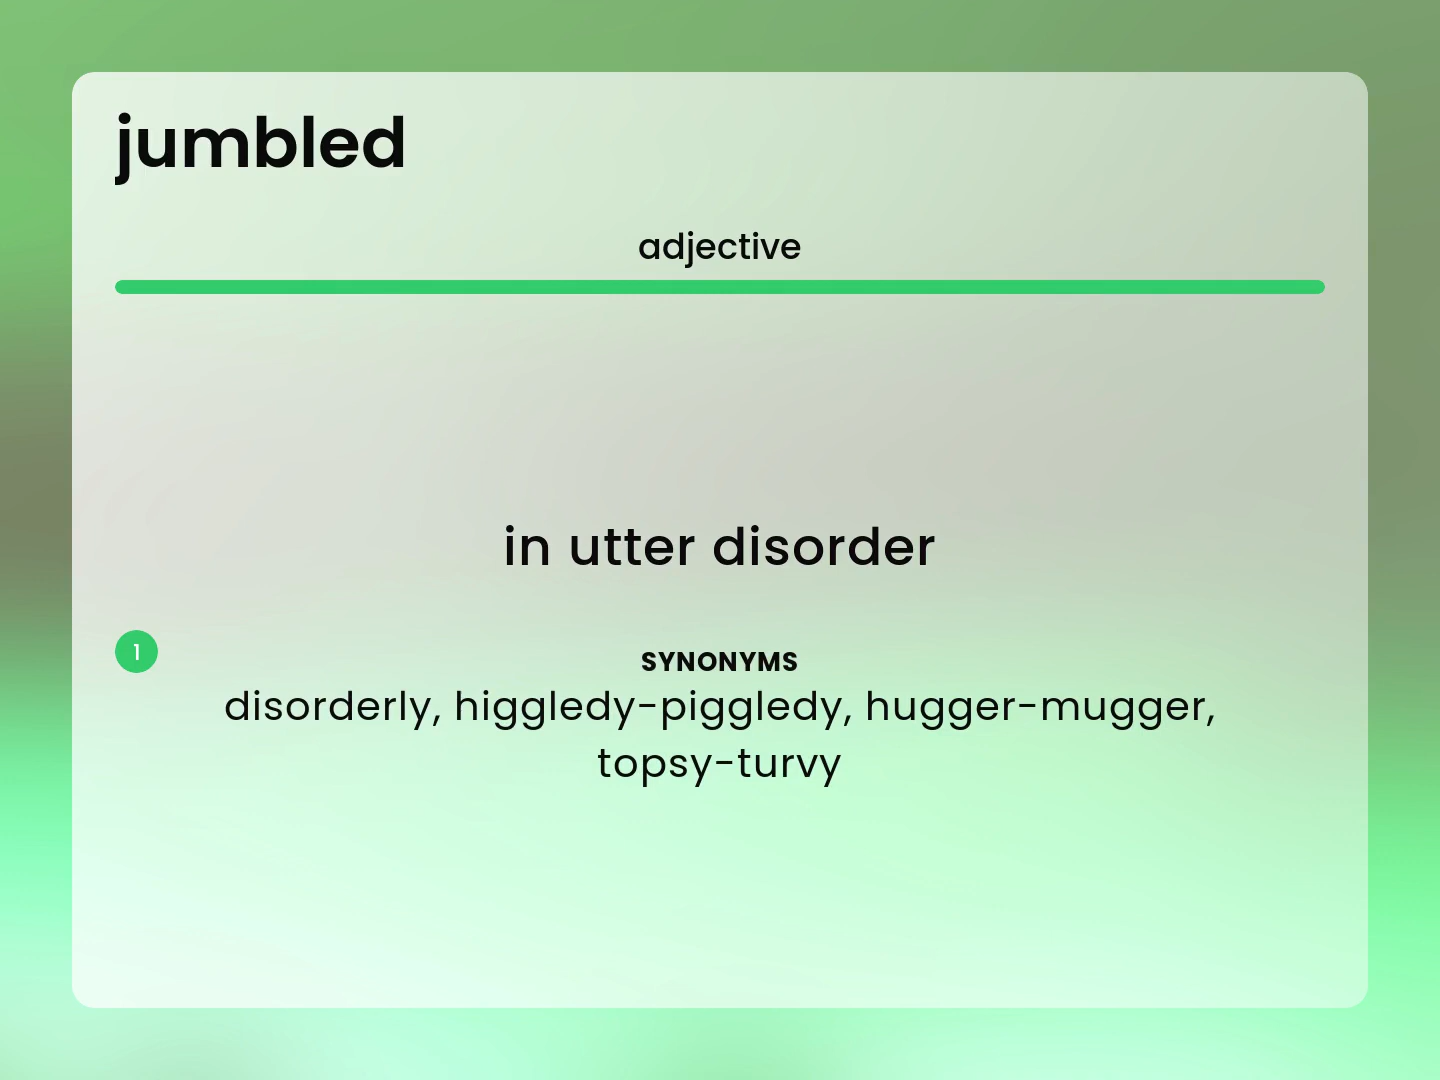 jumbled
adjective
in utter disorder
1
SYNONYMS
disorderly, higgledy-piggledy, hugger-mugger,
topsy-turvy